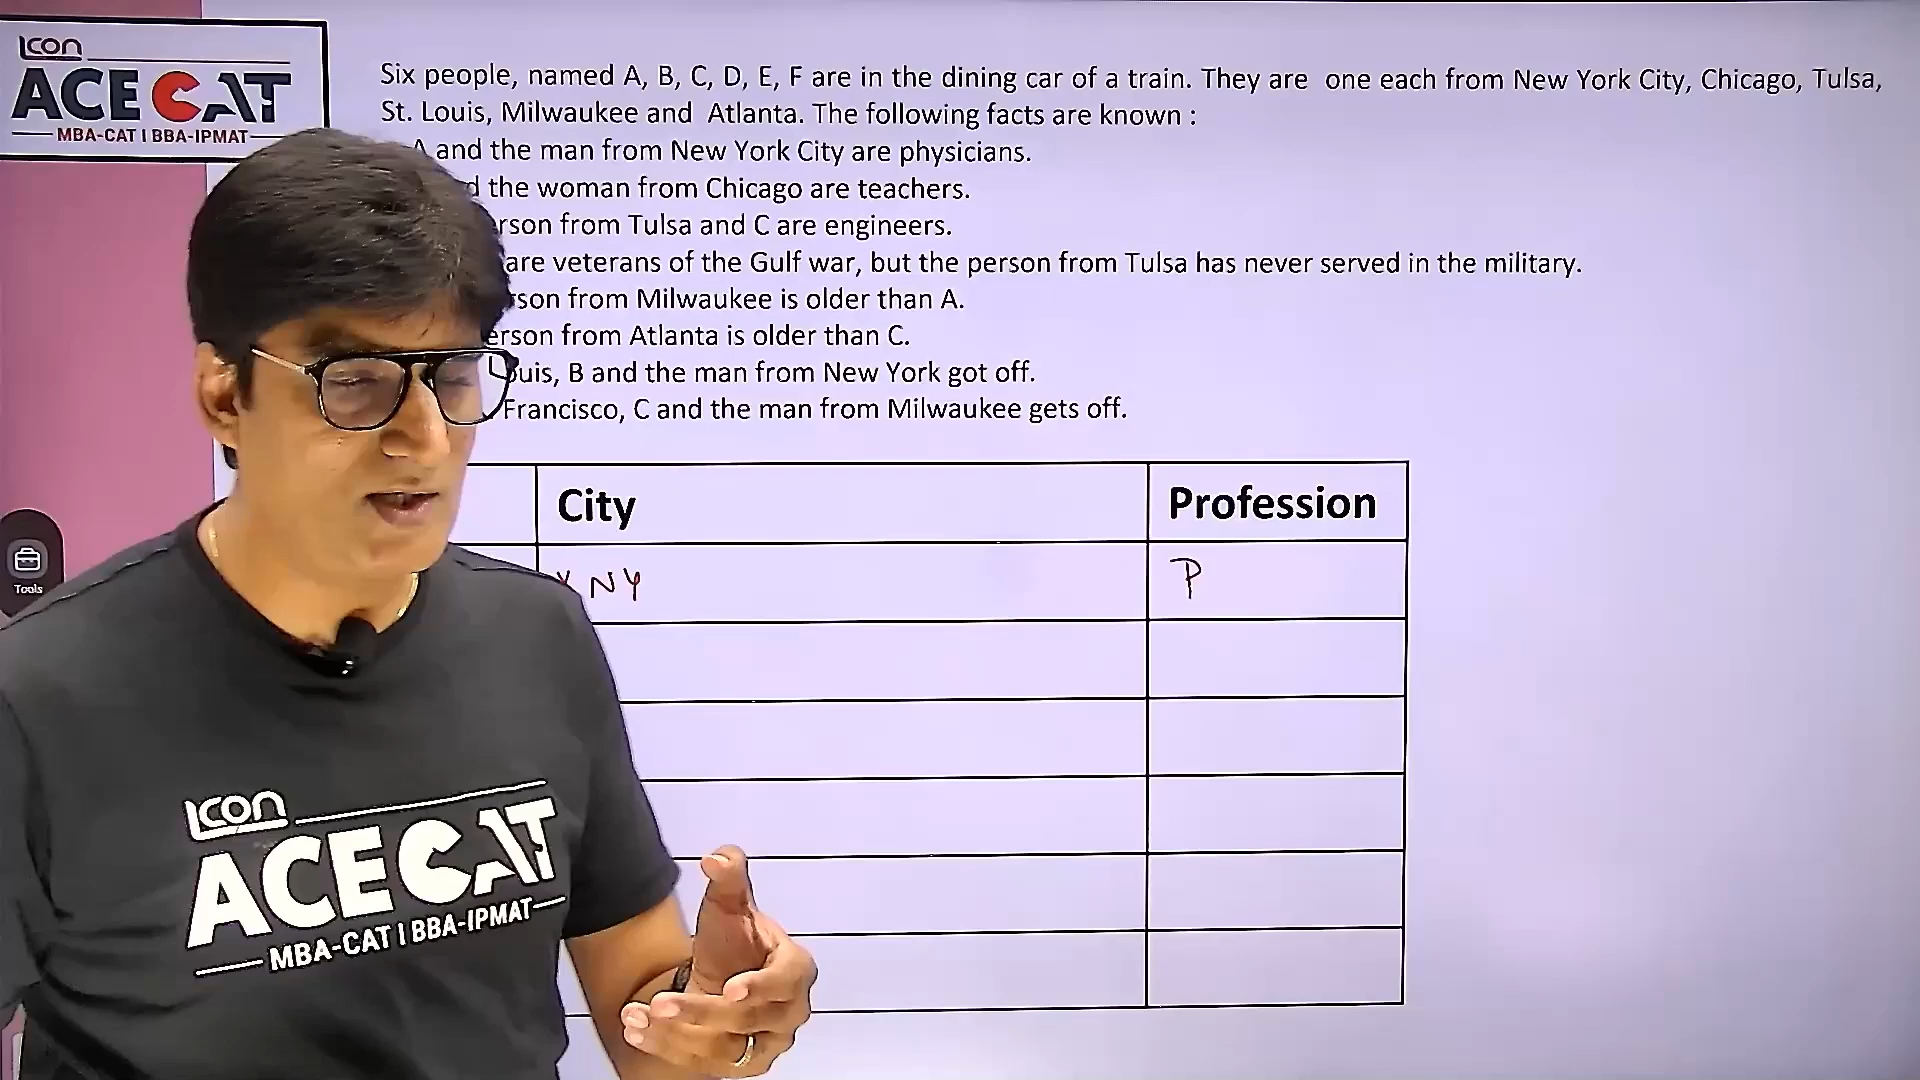 Icon
ACE CAT
MBA-CAT | BBA-IPMAT
Six people, named A, B, C, D, E, F are in the dining car of a train. They are one each from New York City, Chicago, Tulsa,
St. Louis, Milwaukee and Atlanta. The following facts are known :
A and the man from New York City are physicians.
the woman from Chicago are teachers.
from Tulsa and C are engineers.
are veterans of the Gulf war, but the person from Tulsa has never served in the military.
from Milwaukee is older than A.
from Atlanta is older than C.
B and the man from New York got off.
Francisco, C and the man from Milwaukee gets off.
City Profession
X NY P
Tools
Icon
ACE CAT
MBA-CAT | BBA-IPMAT